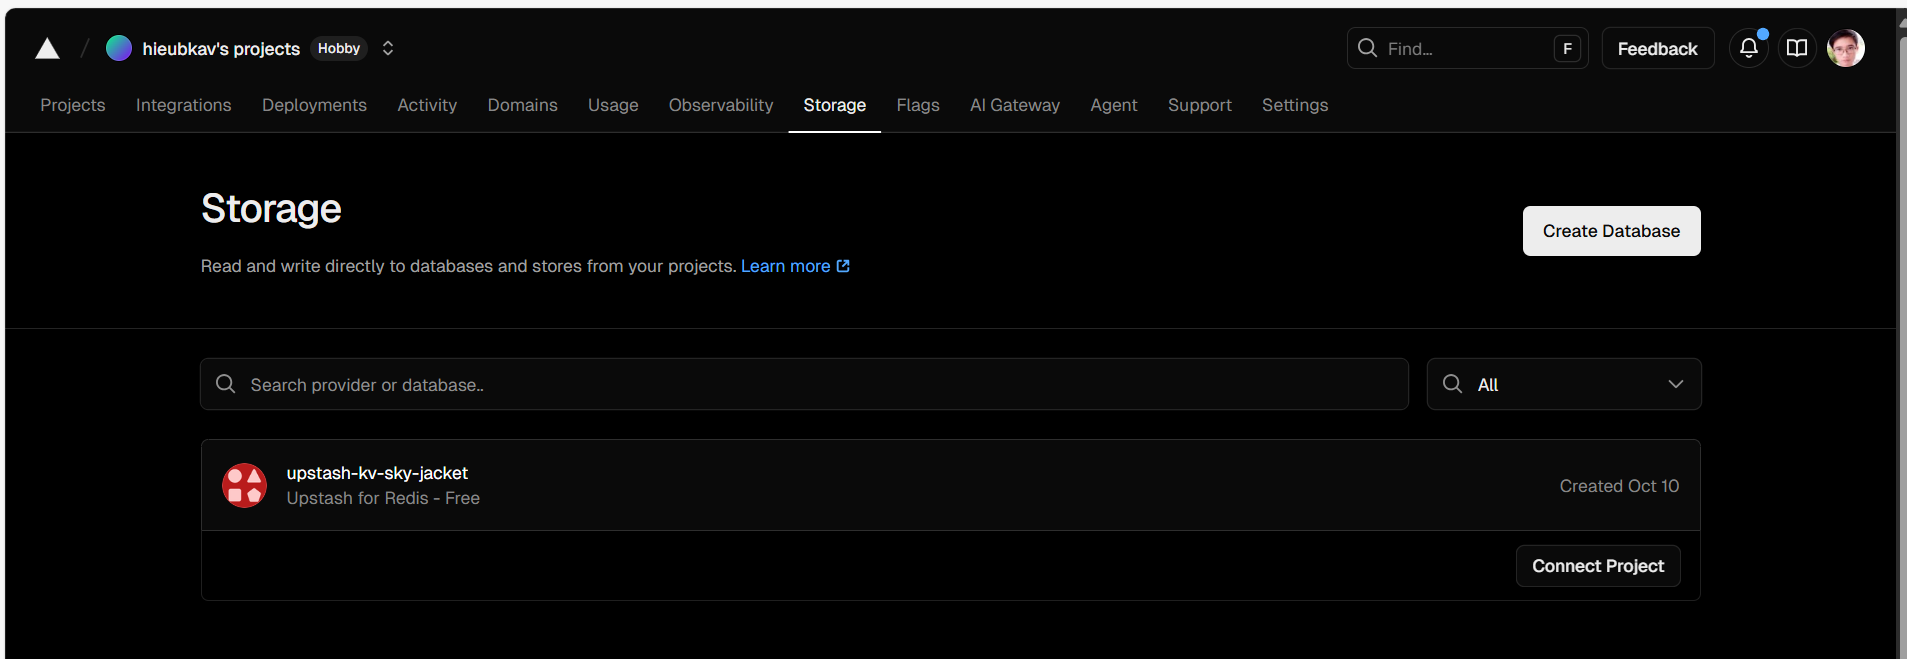 hieubkav's projects Hobby
Find... F
Feedback
Projects Integrations Deployments Activity Domains Usage Observability Storage Flags AI Gateway Agent Support Settings
Storage
Create Database
Read and write directly to databases and stores from your projects. Learn more
Search provider or database..
All
upstash-kv-sky-jacket
Upstash for Redis - Free
Created Oct 10
Connect Project